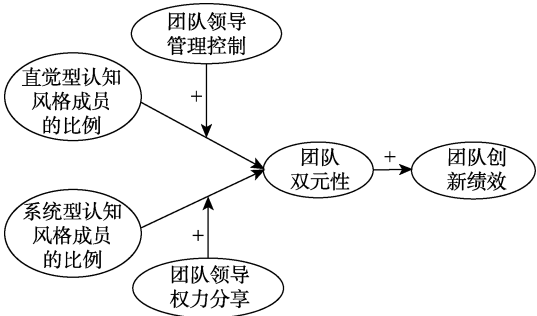 团队领导
管理控制
直觉型认知
风格成员
的比例
+
团队
双元性
+
团队创
新绩效
系统型认知
风格成员
的比例
+
团队领导
权力分享